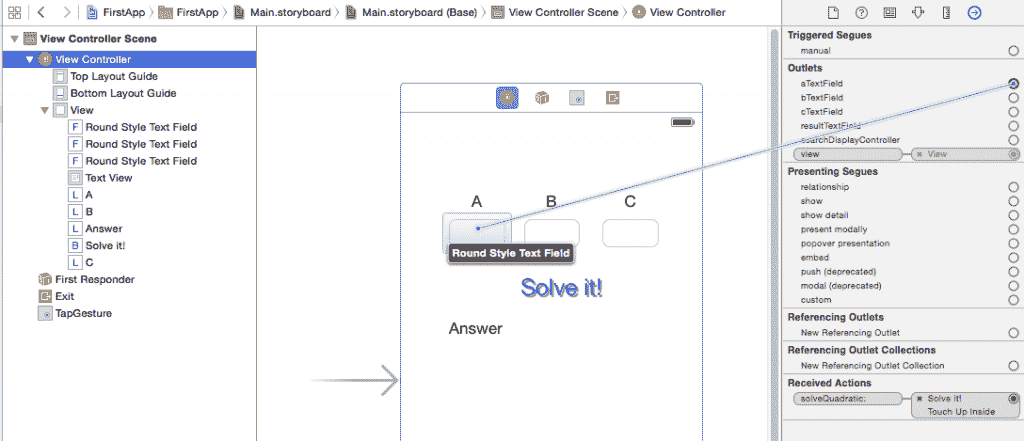 FirstApp FirstApp Main.storyboard Main.storyboard (Base) View Controller Scene View Controller
View Controller Scene
View Controller
Top Layout Guide
Bottom Layout Guide
View
F Round Style Text Field
F Round Style Text Field
F Round Style Text Field
Text View
L A
L B
L Answer
B Solve it!
L C
First Responder
Exit
TapGesture
A B C
Round Style Text Field
Solve it!
Answer
Triggered Segues
manual
Outlets
aTextField
bTextField
cTextField
resultTextField
searchDisplayController
view View
Presenting Segues
relationship
show
show detail
present modally
popover presentation
embed
push (deprecated)
modal (deprecated)
custom
Referencing Outlets
New Referencing Outlet
Referencing Outlet Collections
New Referencing Outlet Collection
Received Actions
solveQuadratic: Solve it!
Touch Up Inside